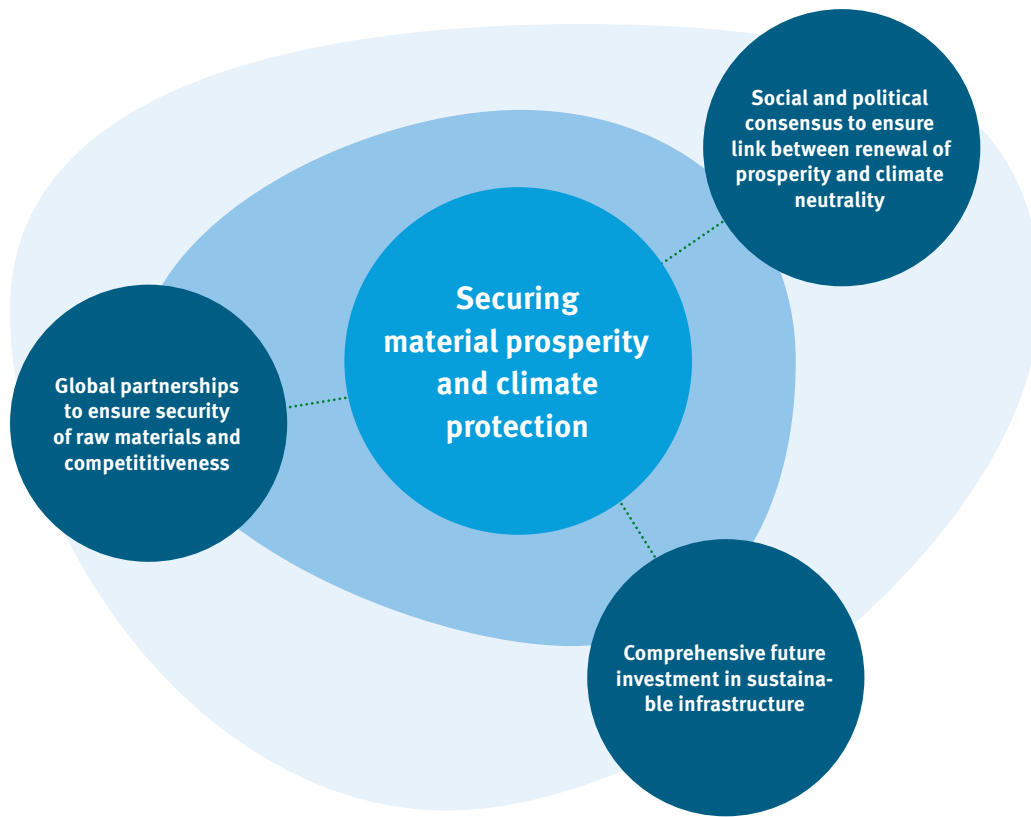 Social and political
consensus to ensure
link between renewal of
prosperity and climate
neutrality
Securing
material prosperity
and climate
protection
Global partnerships
to ensure security
of raw materials and
competititiveness
Comprehensive future
investment in sustaina-
ble infrastructure